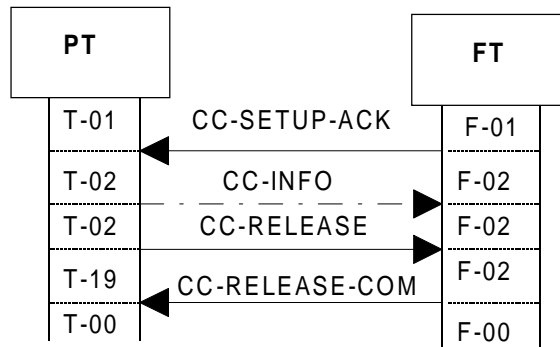 PT
FT
T-01 CC-SETUP-ACK F-01
T-02 CC-INFO F-02
T-02 CC-RELEASE F-02
T-19 CC-RELEASE-COM F-02
T-00 F-00